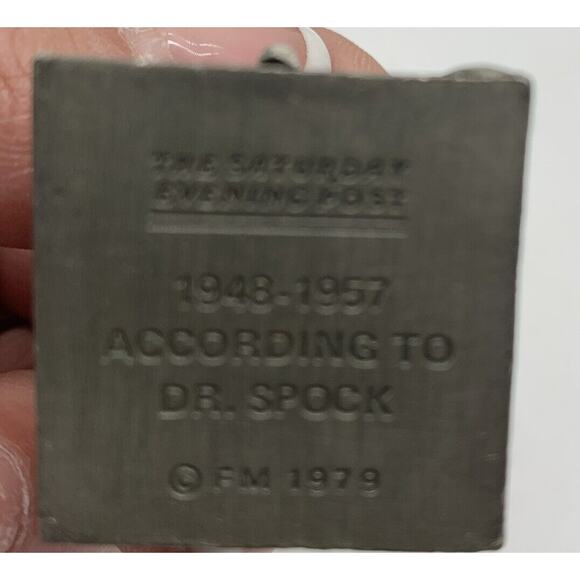 THE SATURDAY
EVENING POST
1948-1957
ACCORDING TO
DR. SPOCK
© FM 1979